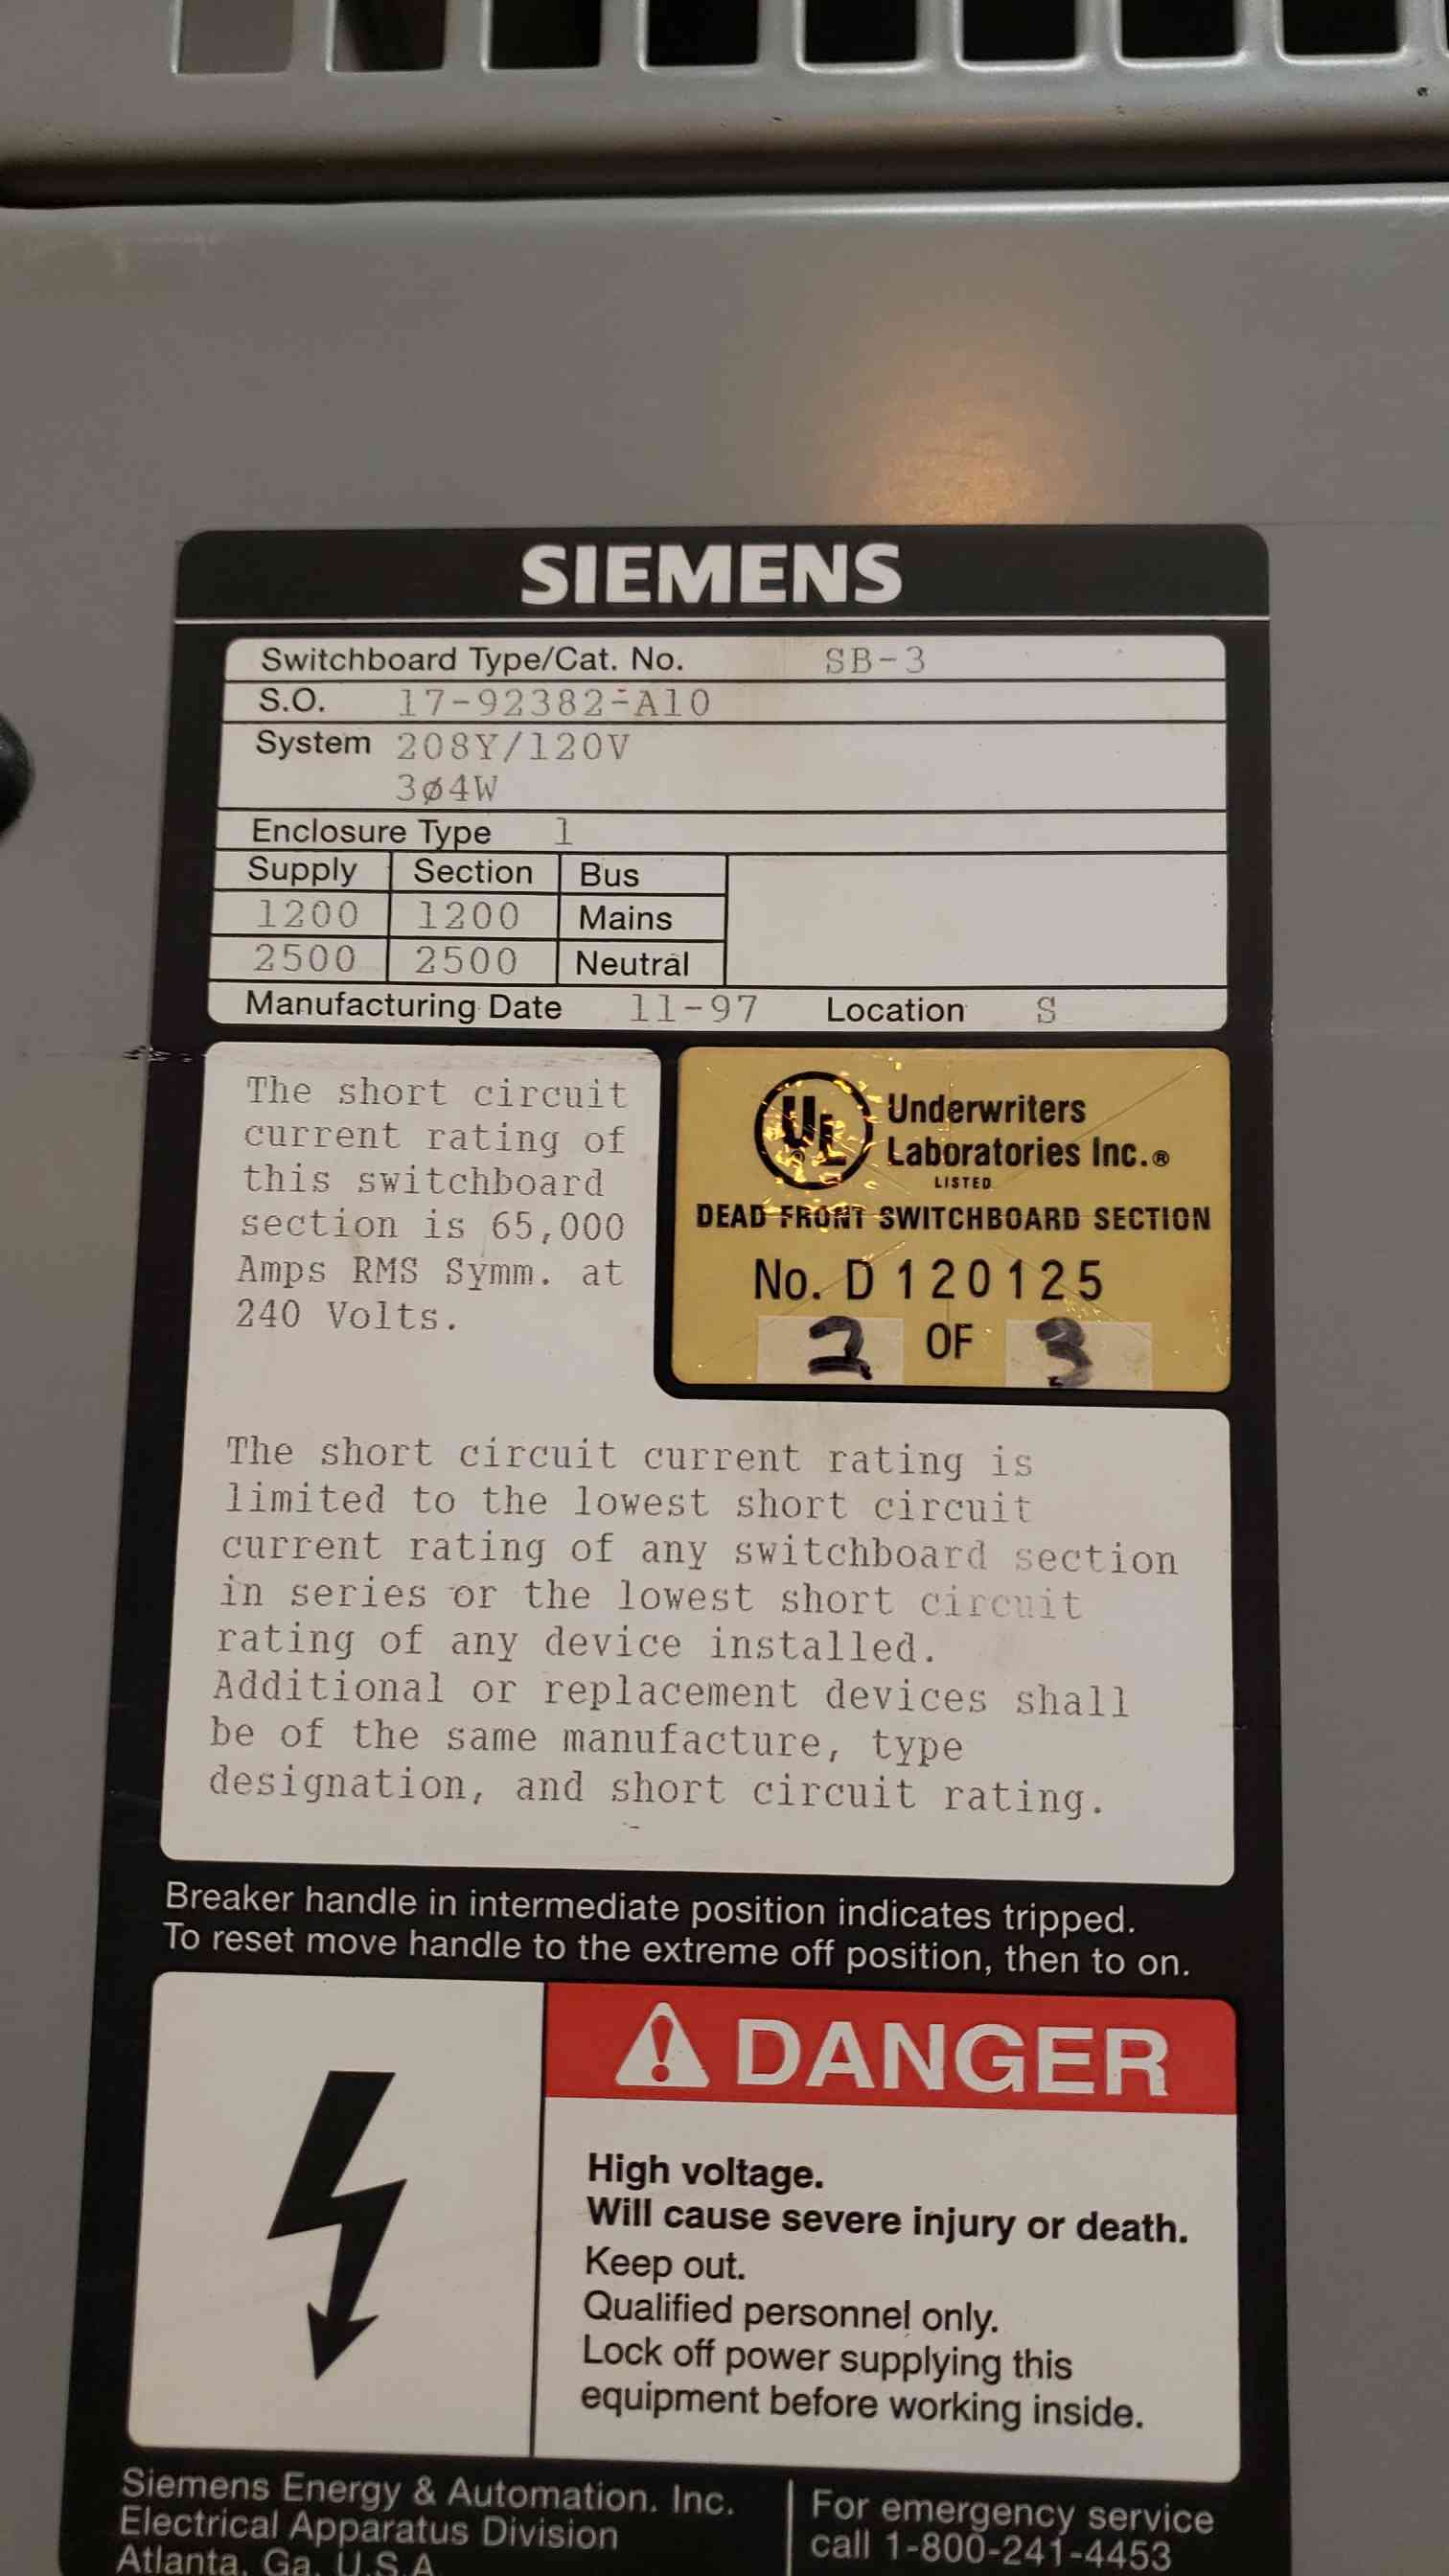 SIEMENS
Switchboard Type/Cat. No. SB-3
S.O. 17-92382-A10
System 208Y/120V
3ø4W
Enclosure Type 1
Supply Section Bus
1200 1200 Mains
2500 2500 Neutral
Manufacturing Date 11-97 Location S
The short circuit
current rating of
this switchboard
section is 65,000
Amps RMS Symm. at
240 Volts.
UL Underwriters
Laboratories Inc.®
LISTED
DEAD FRONT SWITCHBOARD SECTION
No. D 120125
2 OF 3
The short circuit current rating is
limited to the lowest short circuit
current rating of any switchboard section
in series or the lowest short circuit
rating of any device installed.
Additional or replacement devices shall
be of the same manufacture, type
designation, and short circuit rating.
Breaker handle in intermediate position indicates tripped.
To reset move handle to the extreme off position, then to on.
DANGER
High voltage.
Will cause severe injury or death.
Keep out.
Qualified personnel only.
Lock off power supplying this
equipment before working inside.
Siemens Energy & Automation, Inc.
Electrical Apparatus Division
Atlanta, Ga. U.S.A.
For emergency service
call 1-800-241-4453